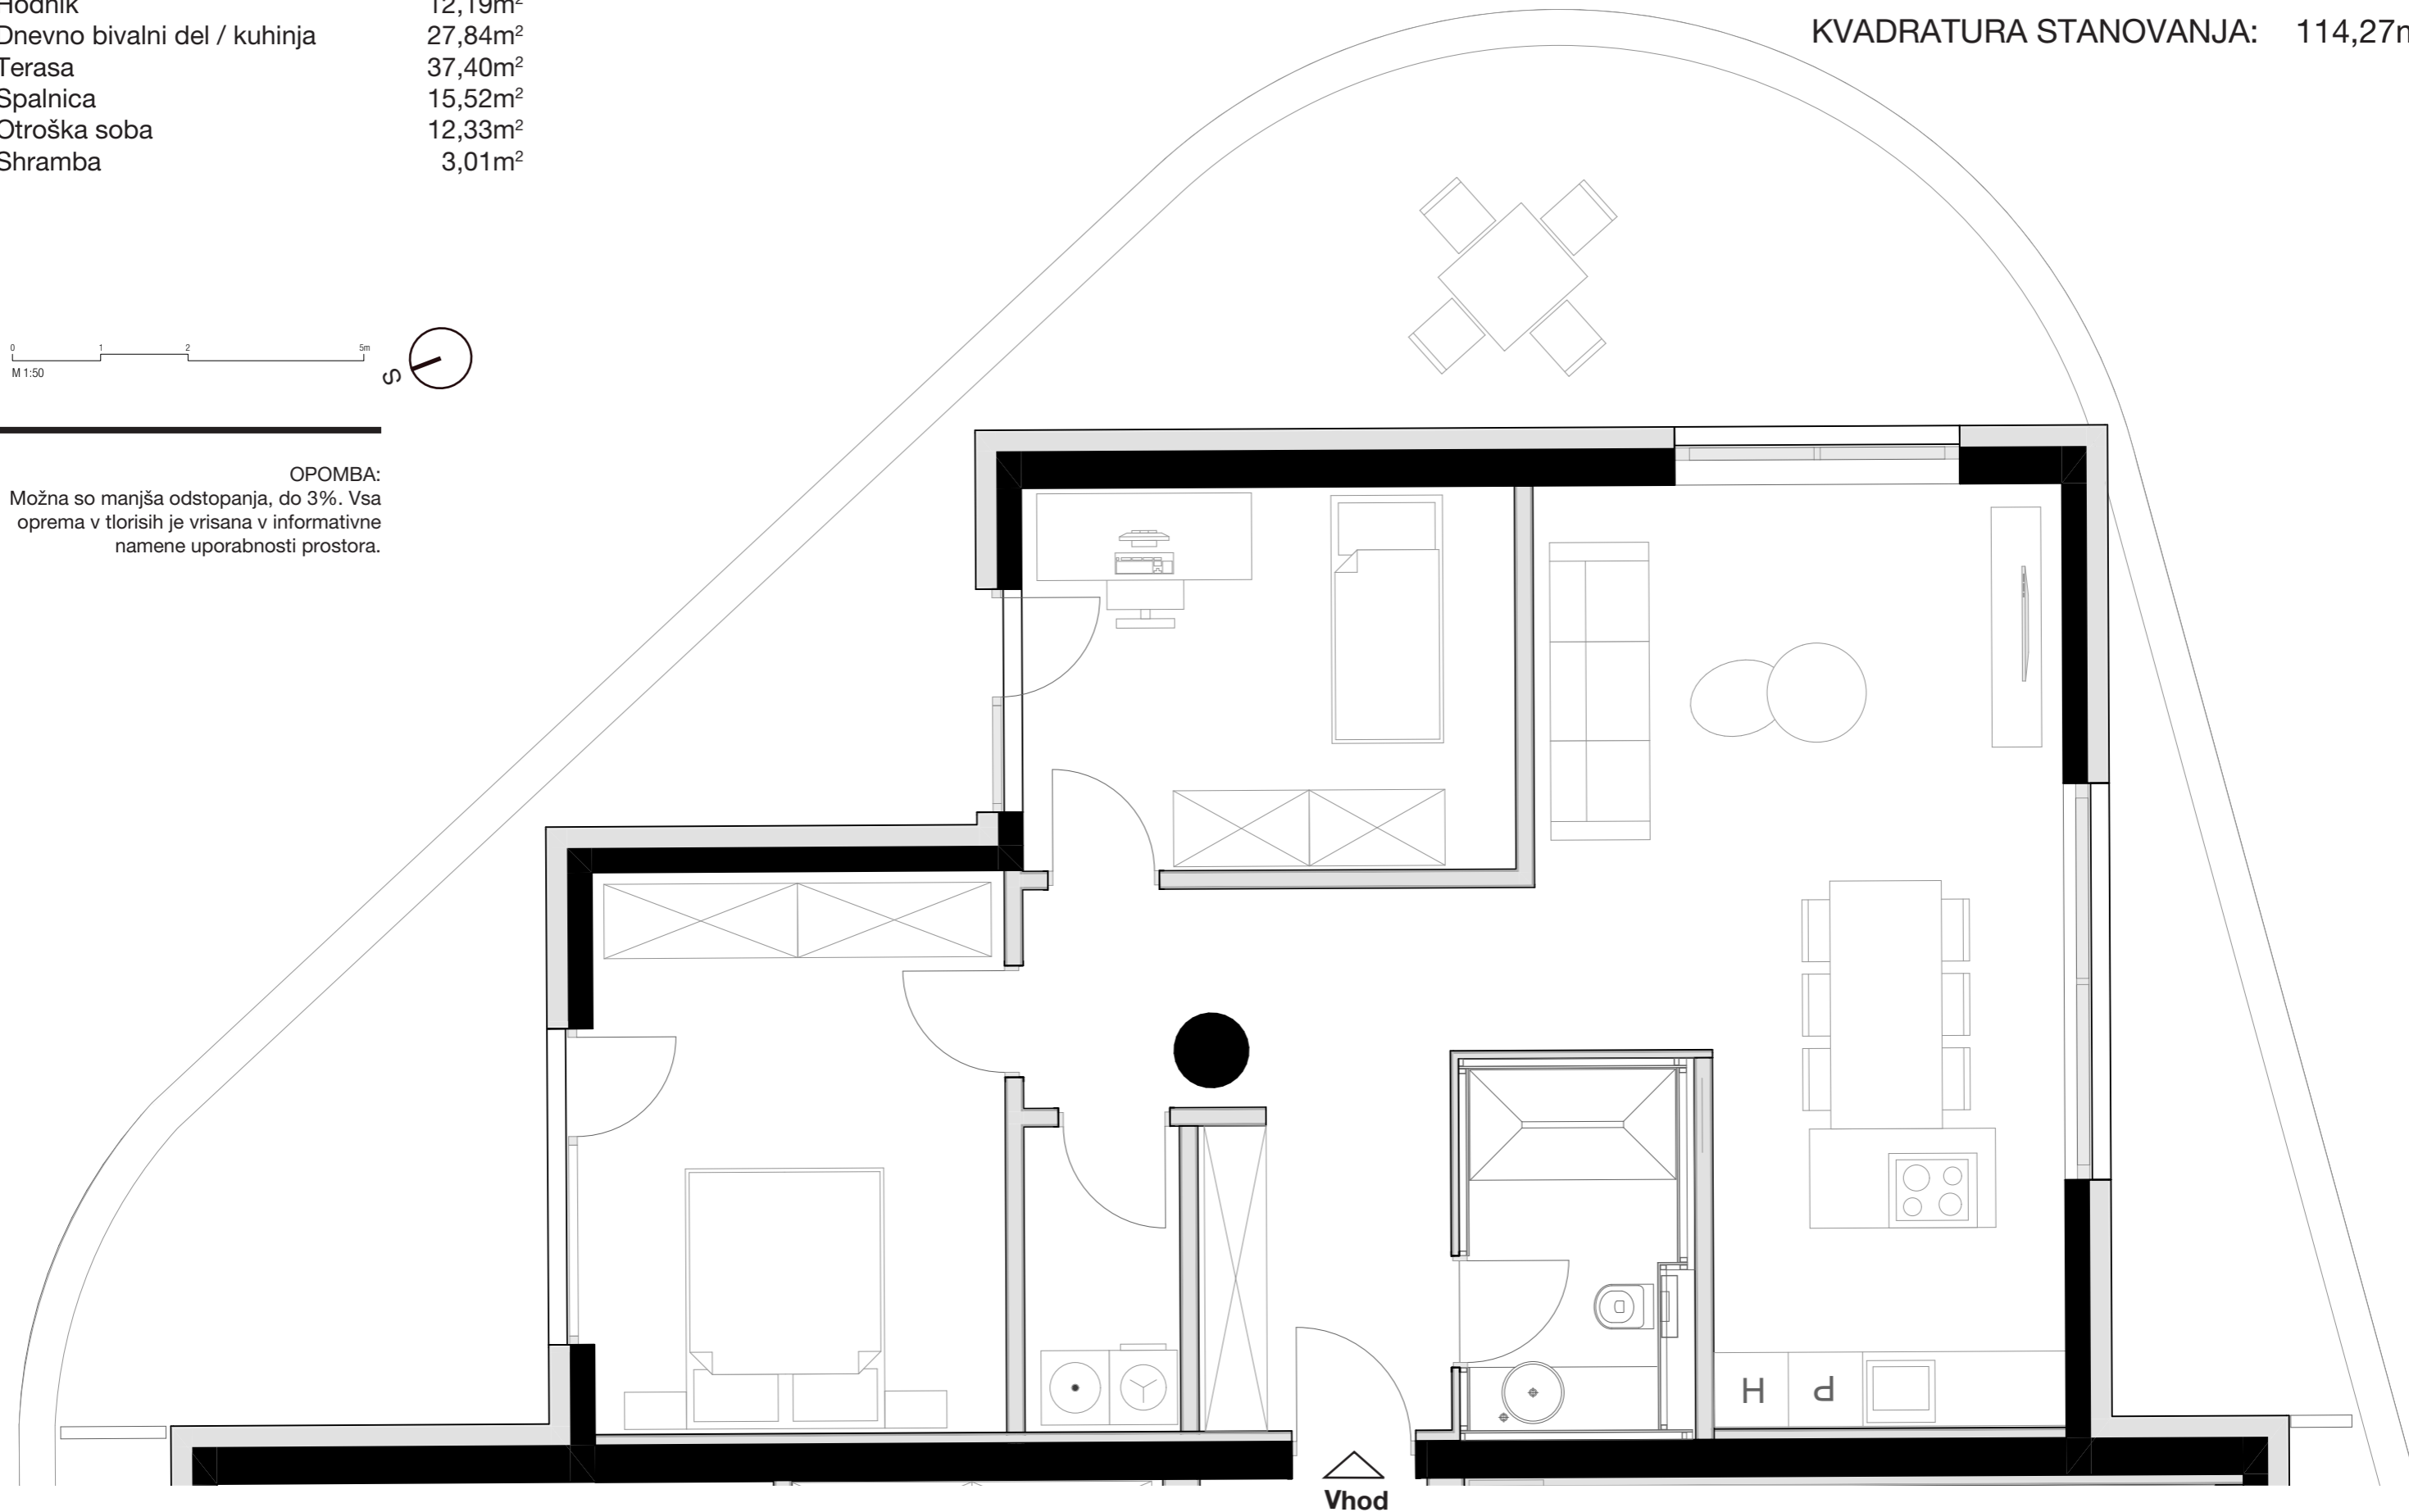 Hodnik 12,19m²
Dnevno bivalni del / kuhinja 27,84m²
Terasa 37,40m²
Spalnica 15,52m²
Otroška soba 12,33m²
Shramba 3,01m²
KVADRATURA STANOVANJA: 114,27m
0 1 2 5m
M 1:50
S
OPOMBA:
Možna so manjša odstopanja, do 3%. Vsa
oprema v tlorisih je vrisana v informativne
namene uporabnosti prostora.
H P
Vhod